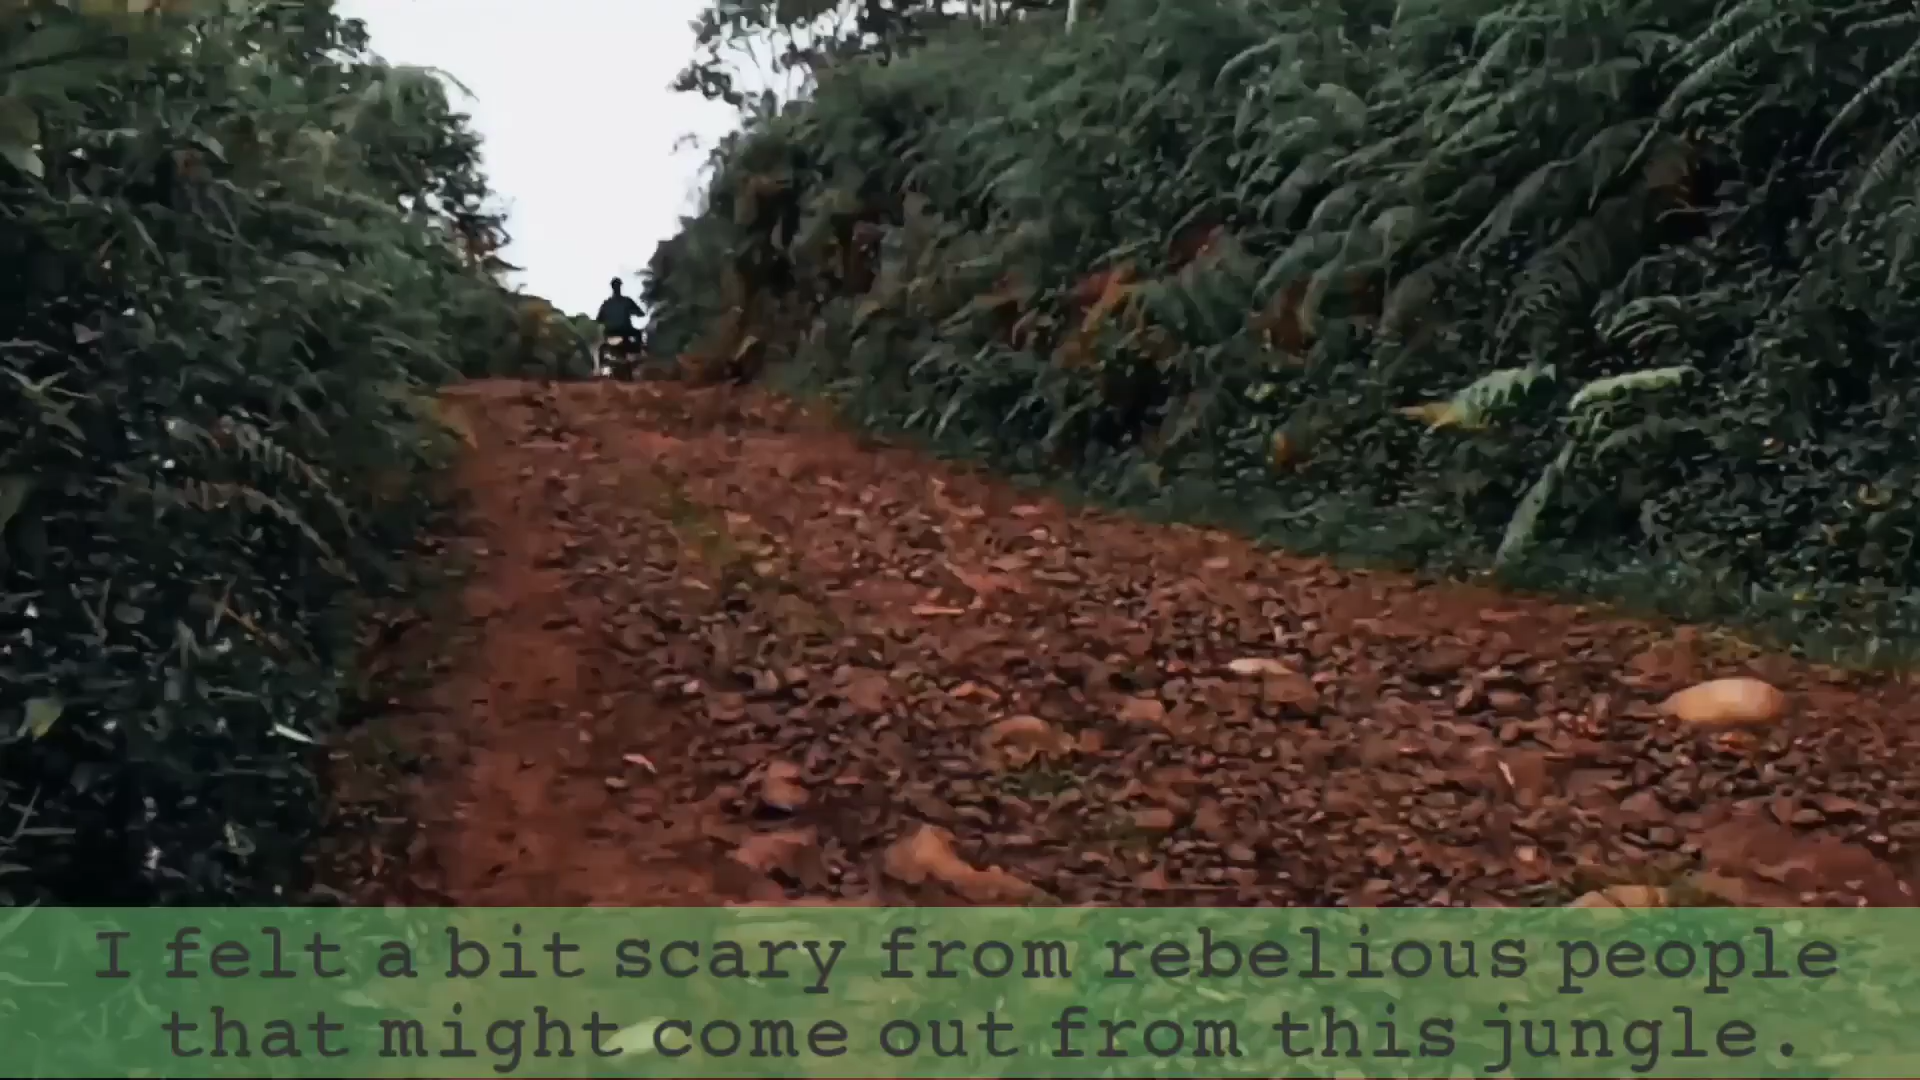 I felt a bit scary from rebelious people
that might come out from this jungle.